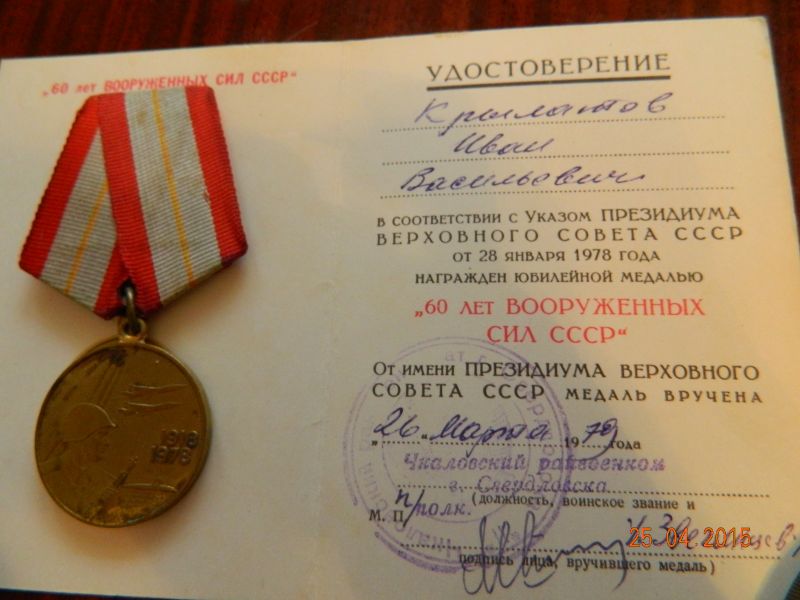 „60 лет ВООРУЖЕННЫХ СИЛ СССР“
1918
1978
УДОСТОВЕРЕНИЕ
Крылатов
Иван
Васильевич
в соответствии с Указом ПРЕЗИДИУМА
ВЕРХОВНОГО СОВЕТА СССР
от 28 января 1978 года
награжден юбилейной медалью
„60 лет ВООРУЖЕННЫХ
СИЛ СССР“
От имени ПРЕЗИДИУМА ВЕРХОВНОГО
СОВЕТА СССР медаль вручена
„26“ Марта 1979 года
Чкаловский райвоенком
г. Свердловска
(должность, воинское звание и
М. П. п/полк.
подпись лица, вручившего медаль)
25.04.2015